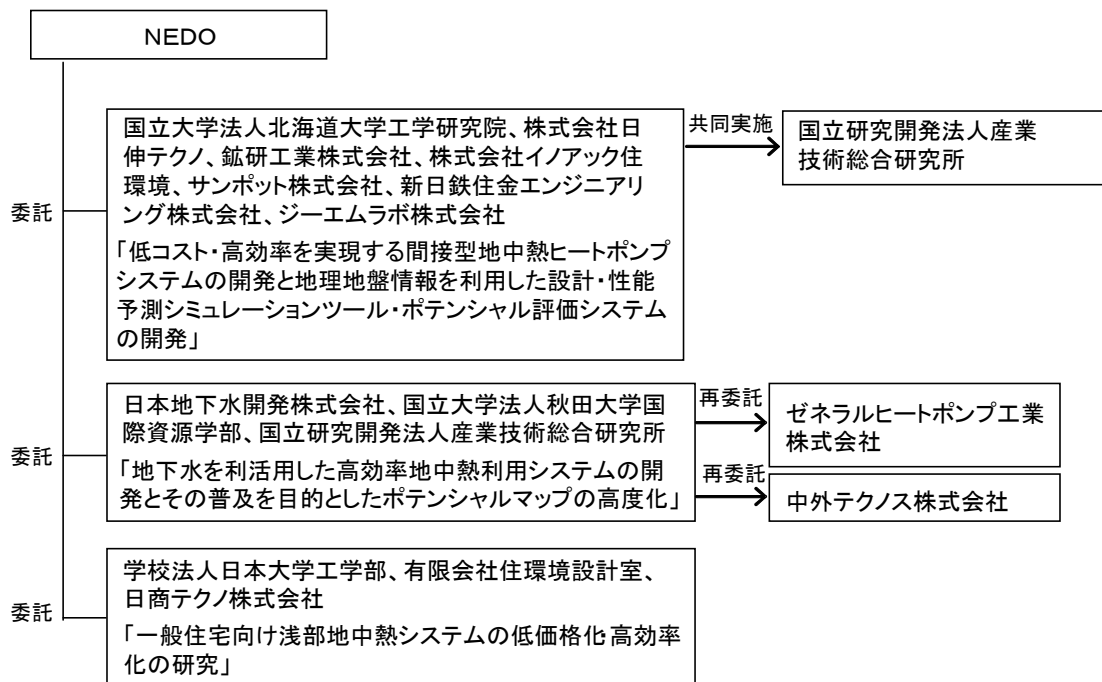 NEDO
委託
国立大学法人北海道大学工学研究院、株式会社日
伸テクノ、鉱研工業株式会社、株式会社イノアック住
環境、サンポット株式会社、新日鉄住金エンジニアリ
ング株式会社、ジーエムラボ株式会社
「低コスト・高効率を実現する間接型地中熱ヒートポンプ
システムの開発と地理地盤情報を利用した設計・性能
予測シミュレーションツール・ポテンシャル評価システム
の開発」
共同実施
国立研究開発法人産業
技術総合研究所
委託
日本地下水開発株式会社、国立大学法人秋田大学国
際資源学部、国立研究開発法人産業技術総合研究所
「地下水を利活用した高効率地中熱利用システムの開
発とその普及を目的としたポテンシャルマップの高度化」
再委託
ゼネラルヒートポンプ工業
株式会社
再委託
中外テクノス株式会社
委託
学校法人日本大学工学部、有限会社住環境設計室、
日商テクノ株式会社
「一般住宅向け浅部地中熱システムの低価格化・高効率
化の研究」